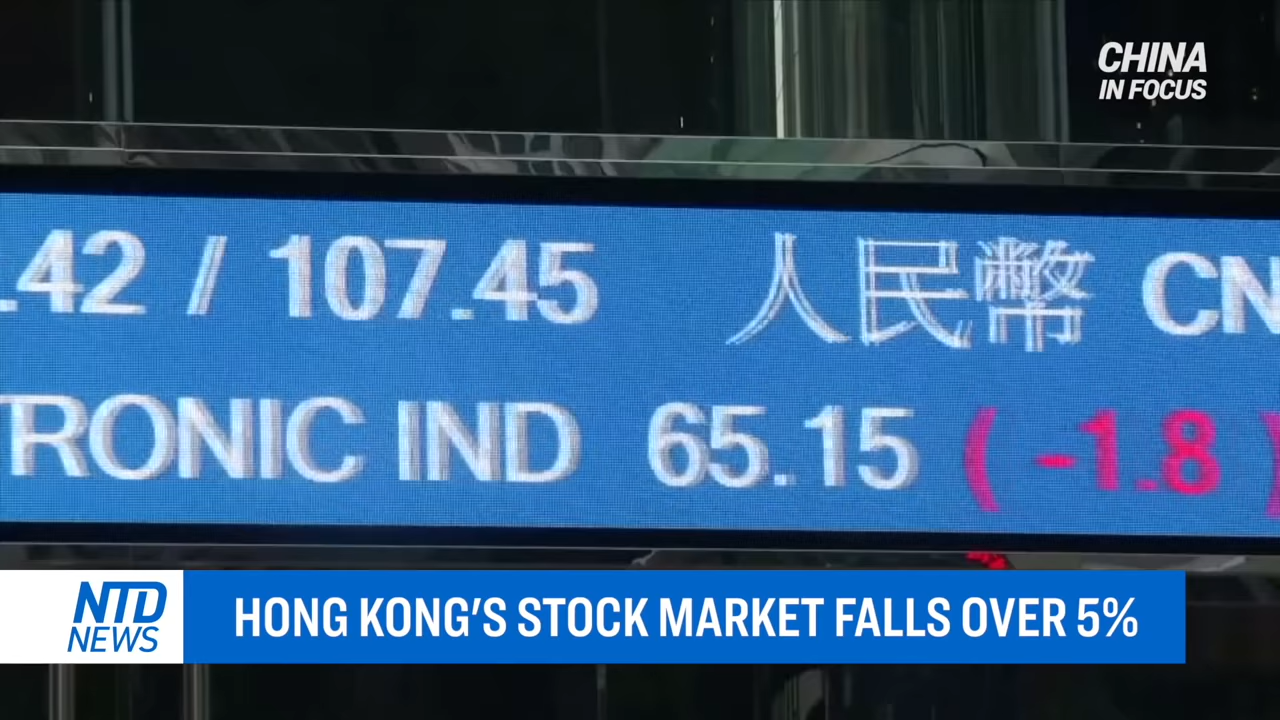 CHINA
IN FOCUS
.42 / 107.45 人民幣 CN
TRONIC IND 65.15 ( -1.8 )
NTD
NEWS
HONG KONG'S STOCK MARKET FALLS OVER 5%